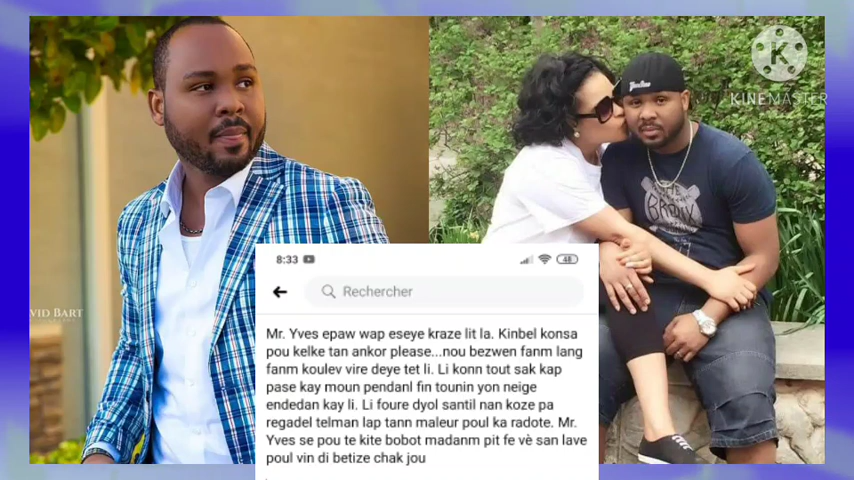 K
KINEMASTER
BRONX
VID BART
8:33
48
Rechercher
Mr. Yves epaw wap eseye kraze lit la. Kinbel konsa
pou kelke tan ankor please...nou bezwen fanm lang
fanm koulev vire deye tet li. Li konn tout sak kap
pase kay moun pendanl fin tounin yon neige
endedan kay li. Li foure dyol santil nan koze pa
regadel telman lap tann maleur poul ka radote. Mr.
Yves se pou te kite bobot madanm pit fe vè san lave
poul vin di betize chak jou